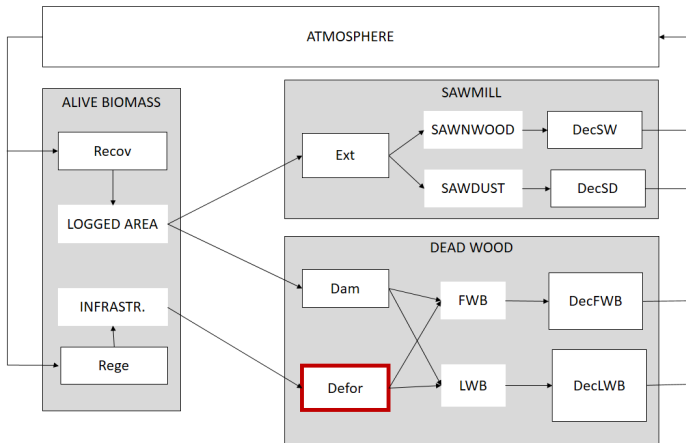 ATMOSPHERE
ALIVE BIOMASS
Recov
LOGGED AREA
INFRASTR.
Rege
SAWMILL
Ext
SAWNWOOD
DecSW
SAWDUST
DecSD
DEAD WOOD
Dam
FWB
DecFWB
Defor
LWB
DecLWB